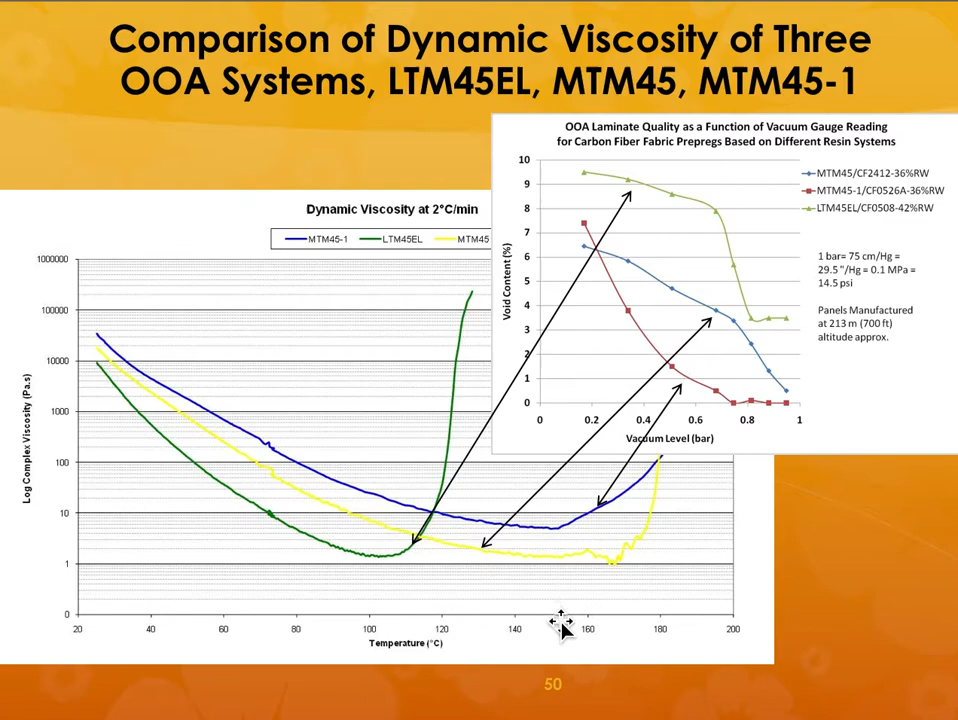 Comparison of Dynamic Viscosity of Three
OOA Systems, LTM45EL, MTM45, MTM45-1
OOA Laminate Quality as a Function of Vacuum Gauge Reading
for Carbon Fiber Fabric Prepregs Based on Different Resin Systems
10
9
8
7
6
5
4
3
2
1
0
Void Content (%)
0
0.2
0.4
0.6
0.8
1
Vacuum Level (bar)
MTM45/CF2412-36%RW
MTM45-1/CF0526A-36%RW
LTM45EL/CF0508-42%RW
1 bar= 75 cm/Hg =
29.5 "/Hg = 0.1 MPa =
14.5 psi
Panels Manufactured
at 213 m (700 ft)
altitude approx.
Dynamic Viscosity at 2°C/min
MTM45-1
LTM45EL
MTM45
1000000
100000
10000
1000
100
10
1
0
Log Complex Viscosity (Pa.s)
20
40
60
80
100
120
140
160
180
200
Temperature (°C)
50